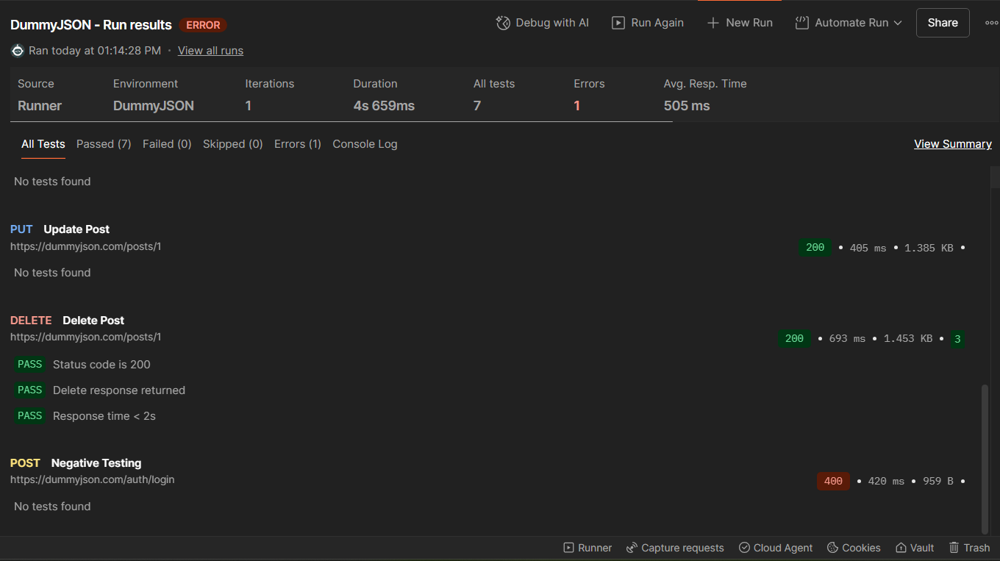 DummyJSON - Run results ERROR Debug with AI Run Again New Run Automate Run Share
Ran today at 01:14:28 PM · View all runs
Source Environment Iterations Duration All tests Errors Avg. Resp. Time
Runner DummyJSON 1 4s 659ms 7 1 505 ms
All Tests Passed (7) Failed (0) Skipped (0) Errors (1) Console Log View Summary
No tests found
PUT Update Post
https://dummyjson.com/posts/1
200 • 405 ms • 1.385 KB •
No tests found
DELETE Delete Post
https://dummyjson.com/posts/1
200 • 693 ms • 1.453 KB • 3
PASS Status code is 200
PASS Delete response returned
PASS Response time < 2s
POST Negative Testing
https://dummyjson.com/auth/login
400 • 420 ms • 959 B •
No tests found
Runner Capture requests Cloud Agent Cookies Vault Trash